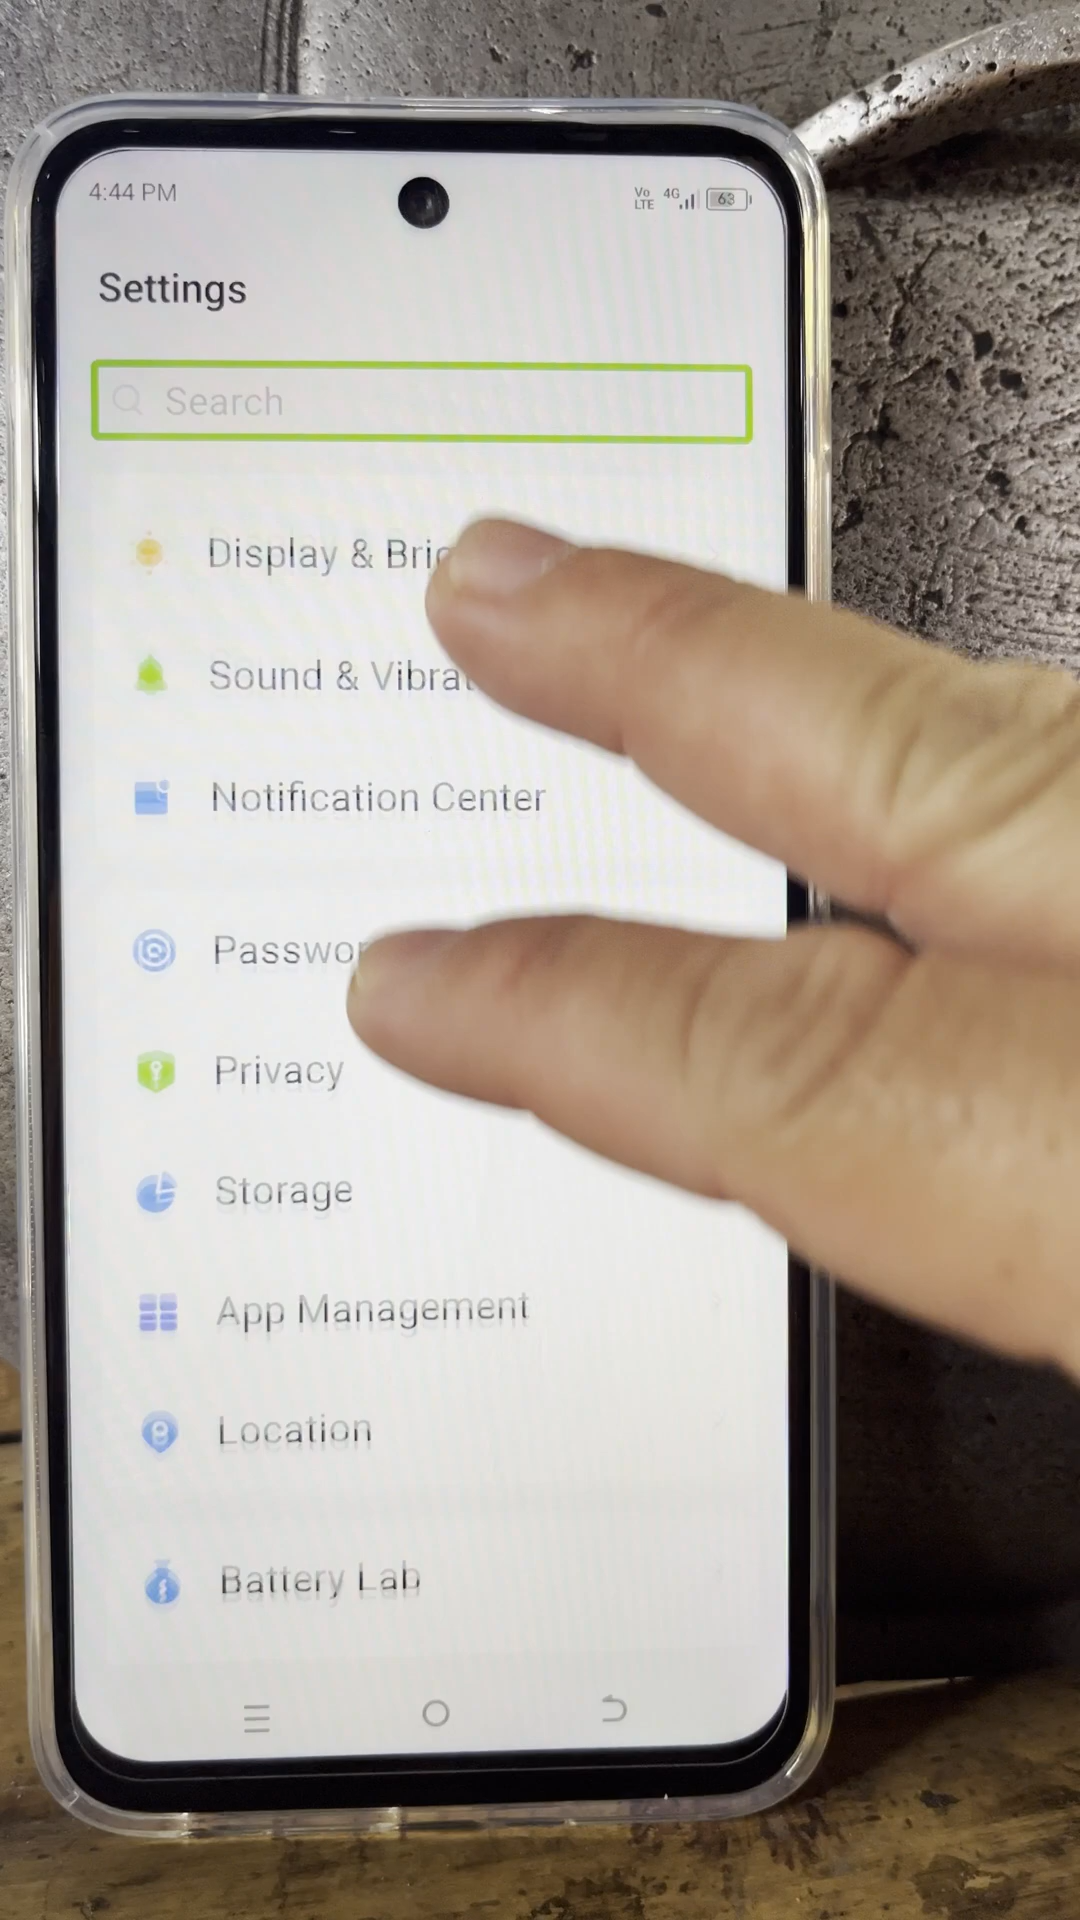 4:44 PM
Vo LTE 4G 63
Settings
Search
Display & Bri
Sound & Vibra
Notification Center
Passwo
Privacy
Storage
App Management
Location
Battery Lab